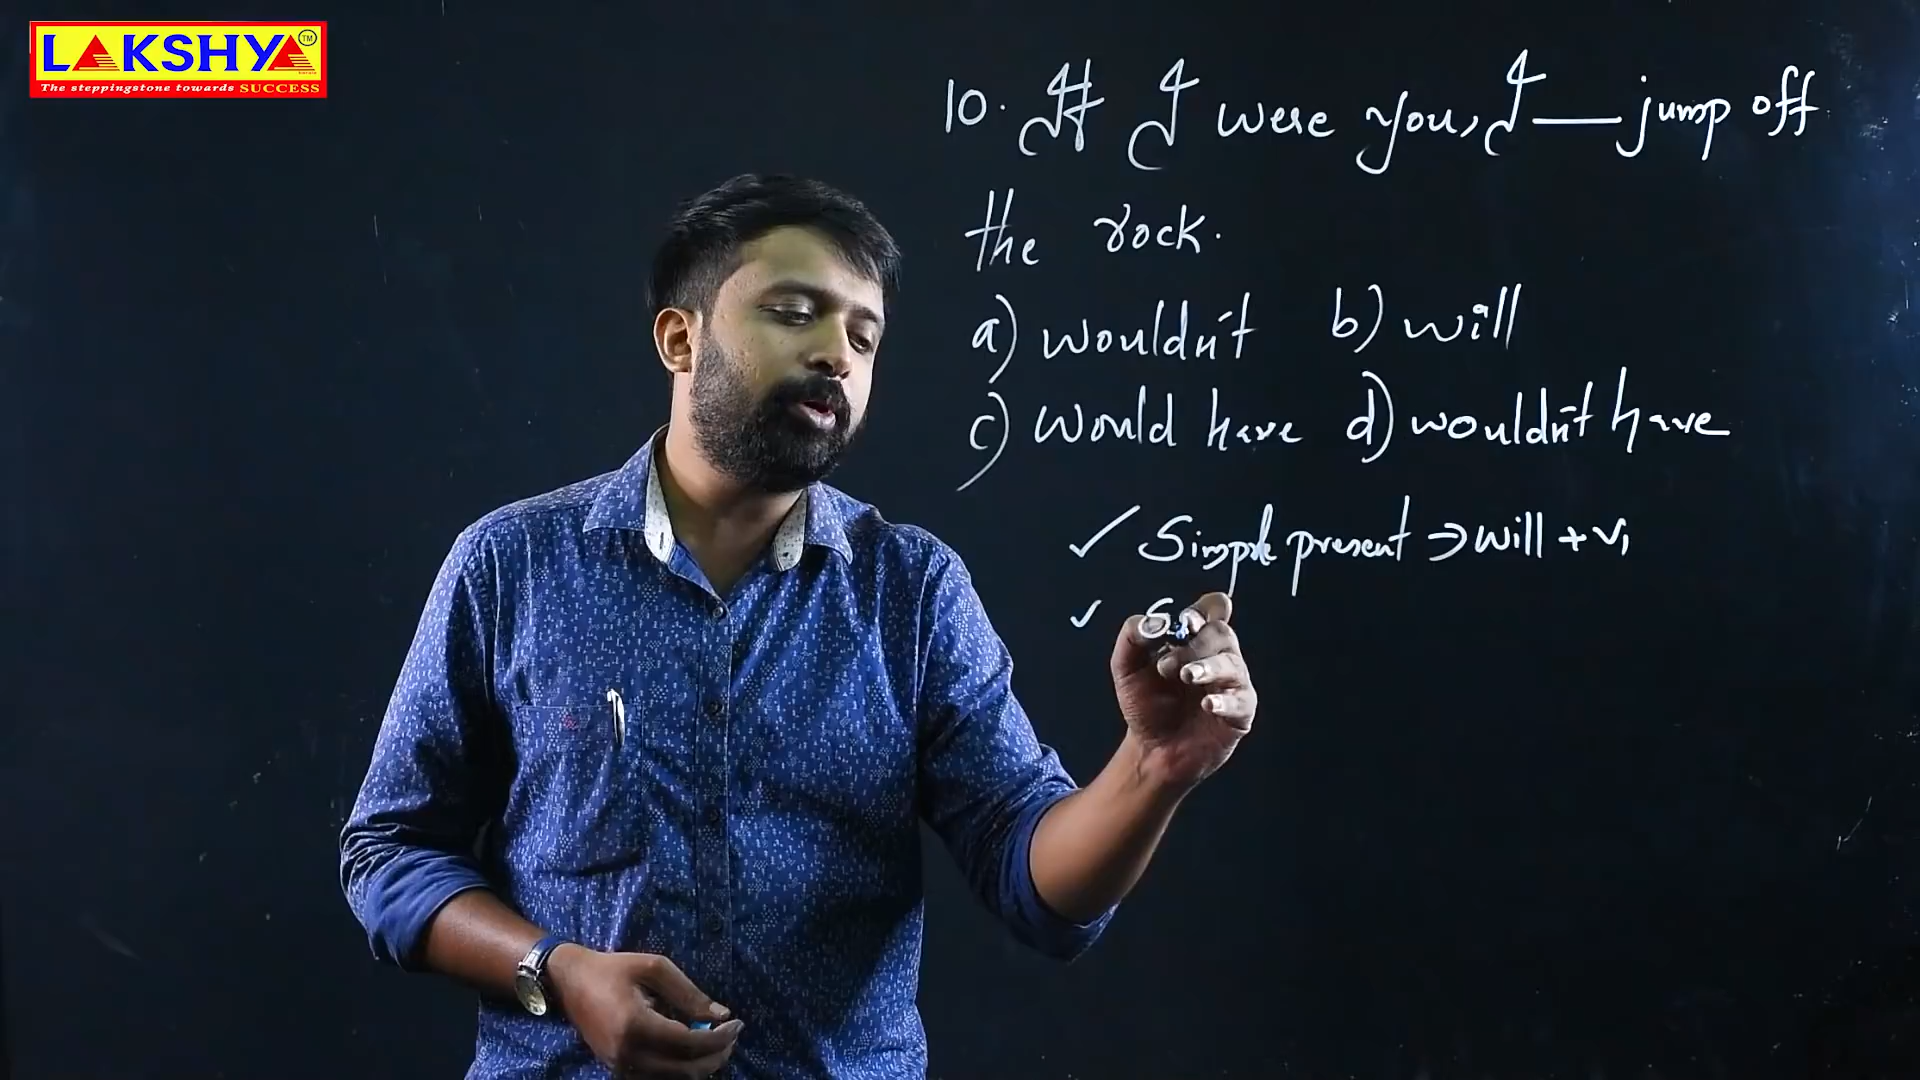 LAKSHYA TM
The steppingstone towards SUCCESS
10. If I were you, I — jump off
the rock.
a) wouldn't b) will
c) would have d) wouldn't have
✓ Simple present → will + V1
✓ S